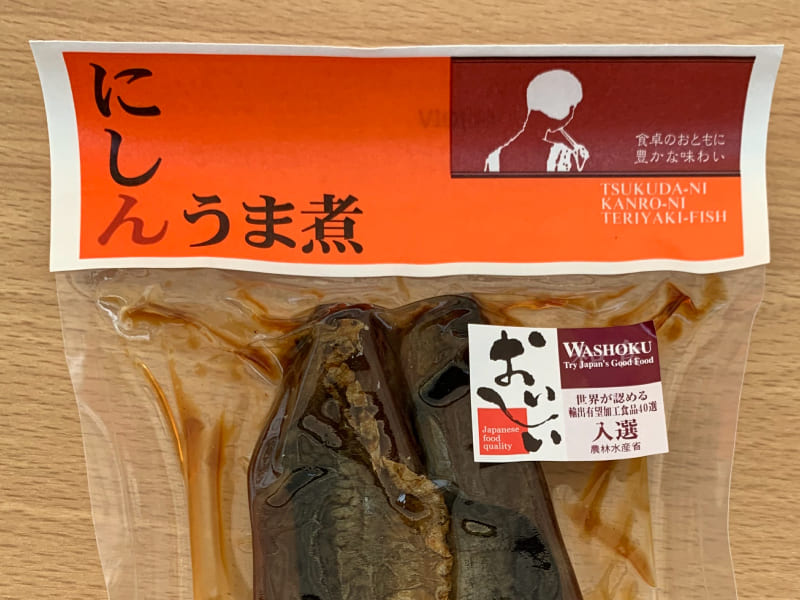 にしんうま煮
食卓のおともに
豊かな味わい
TSUKUDA-NI
KANRO-NI
TERIYAKI-FISH
おいしい
Japanese
food
quality
WASHOKU
Try Japan's Good Food
世界が認める
輸出有望加工食品40選
入選
農林水産省